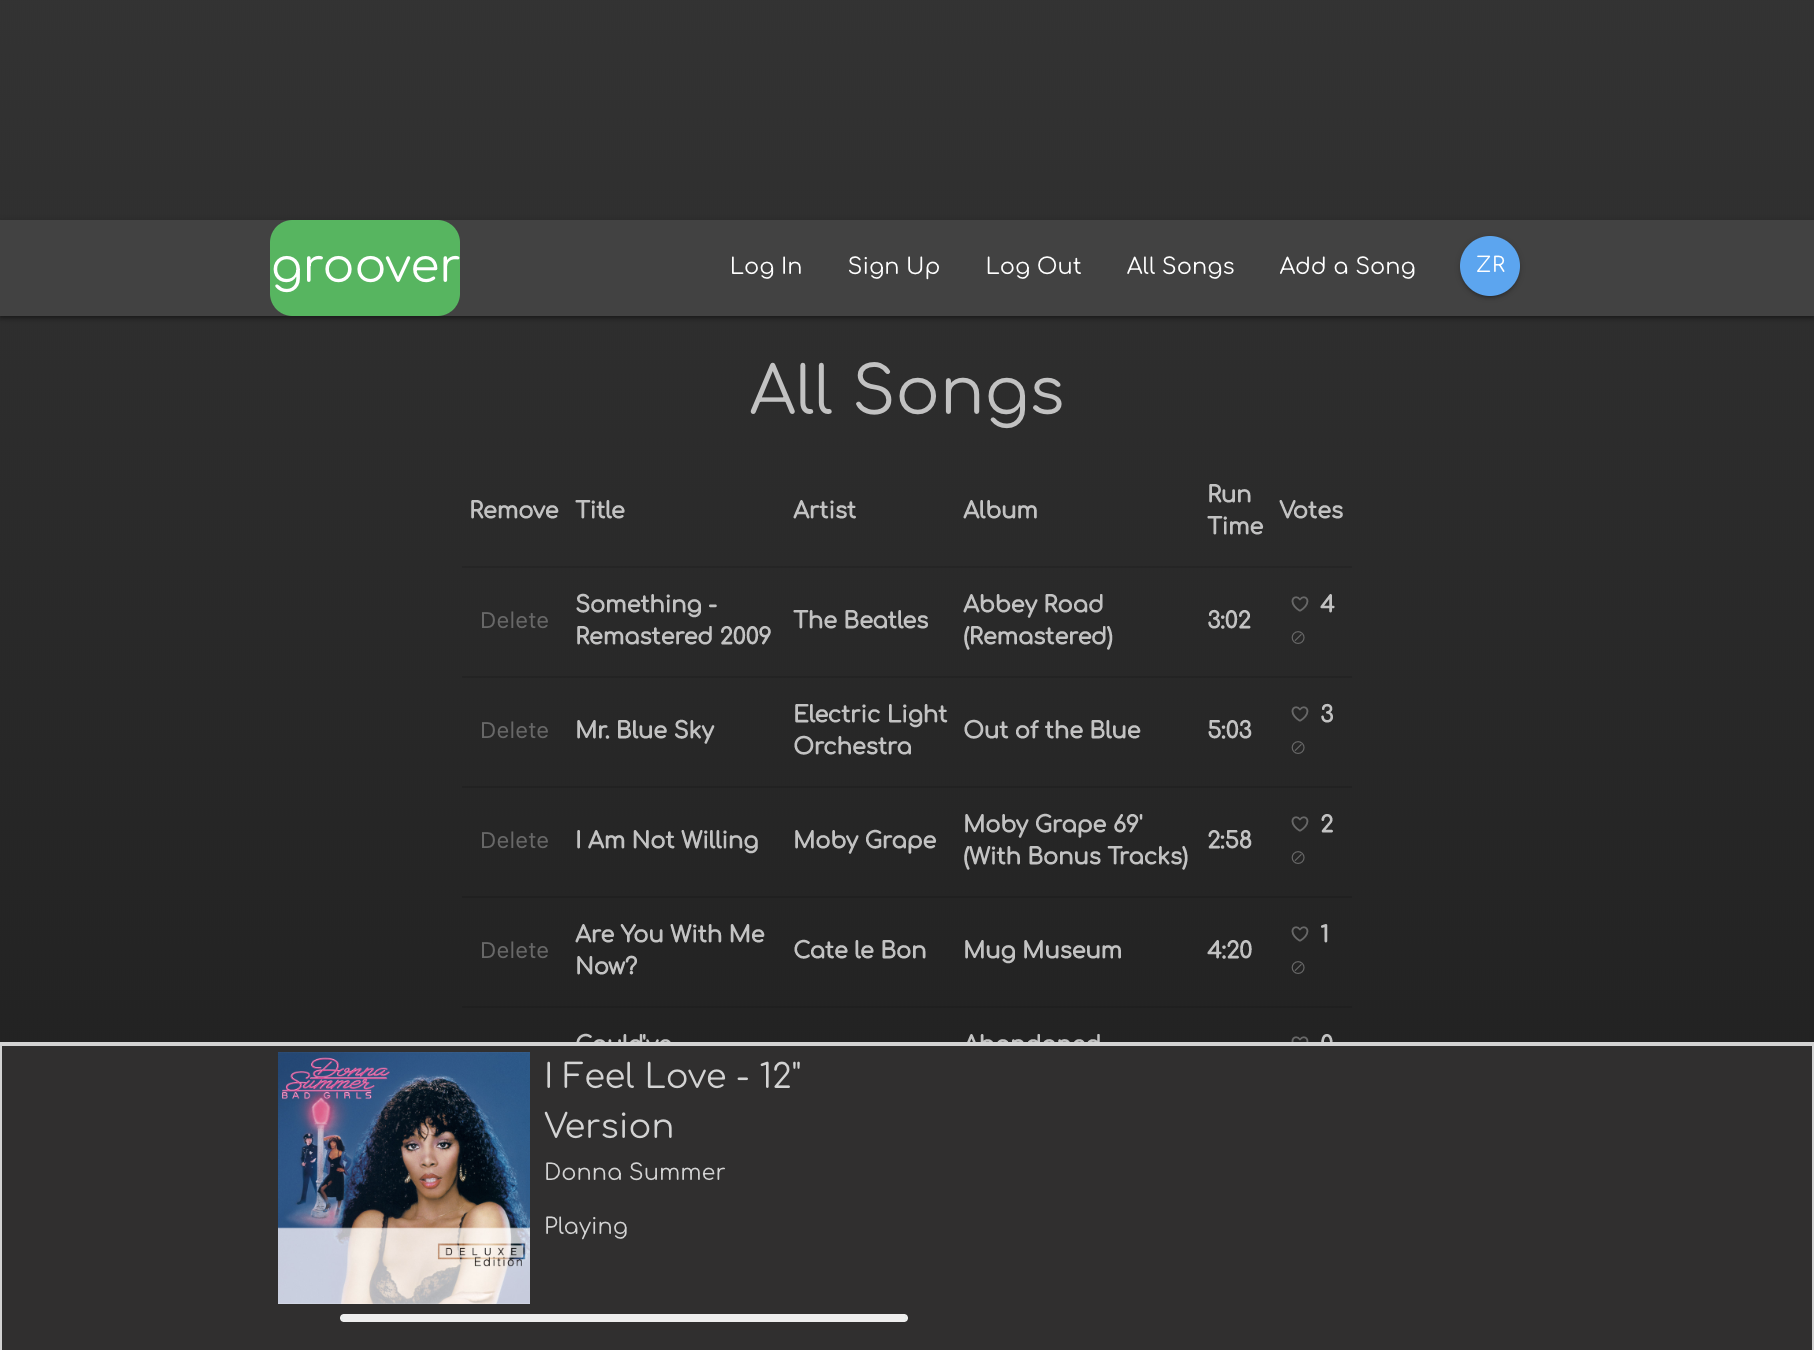 groover
Log In
Sign Up
Log Out
All Songs
Add a Song
ZR
All Songs
Remove
Title
Artist
Album
Run
Time
Votes
Delete
Something -
Remastered 2009
The Beatles
Abbey Road
(Remastered)
3:02
4
Delete
Mr. Blue Sky
Electric Light
Orchestra
Out of the Blue
5:03
3
Delete
I Am Not Willing
Moby Grape
Moby Grape 69'
(With Bonus Tracks)
2:58
2
Delete
Are You With Me
Now?
Cate le Bon
Mug Museum
4:20
1
Could've
Abandoned
0
Donna
Summer
BAD GIRLS
DELUXE
Edition
I Feel Love - 12"
Version
Donna Summer
Playing